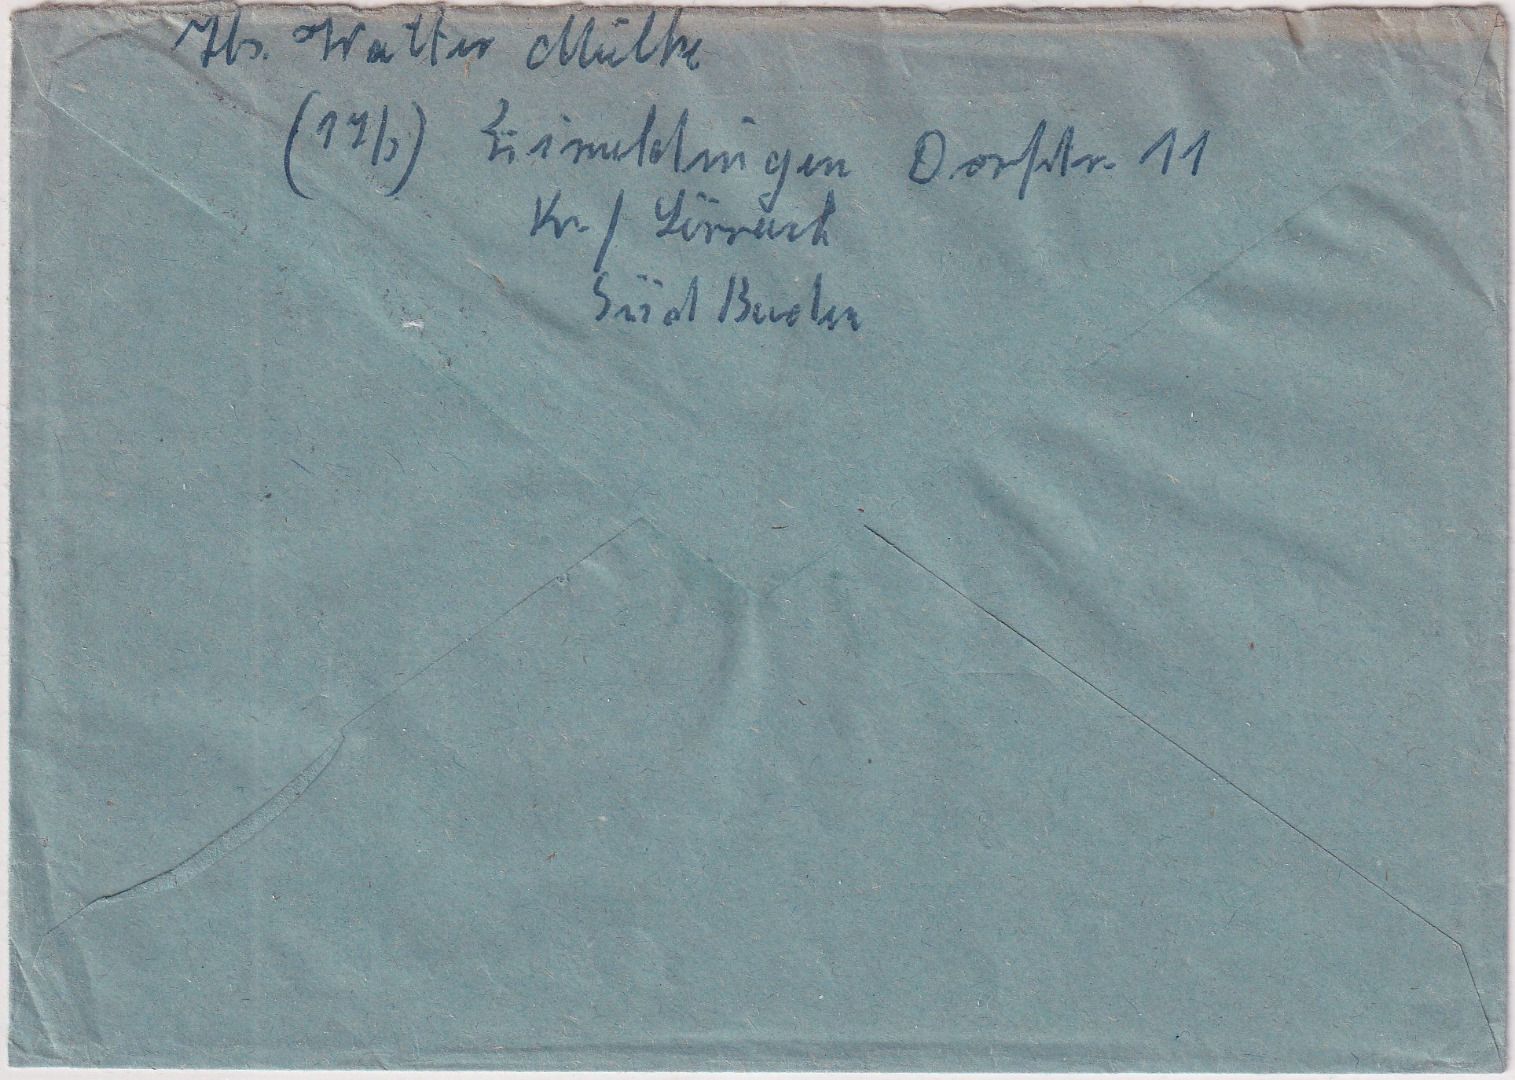 Abs. Walter Mülke
(17b) Eimeldingen Dorfstr. 11
Kr./ Lörrach
Süd Baden